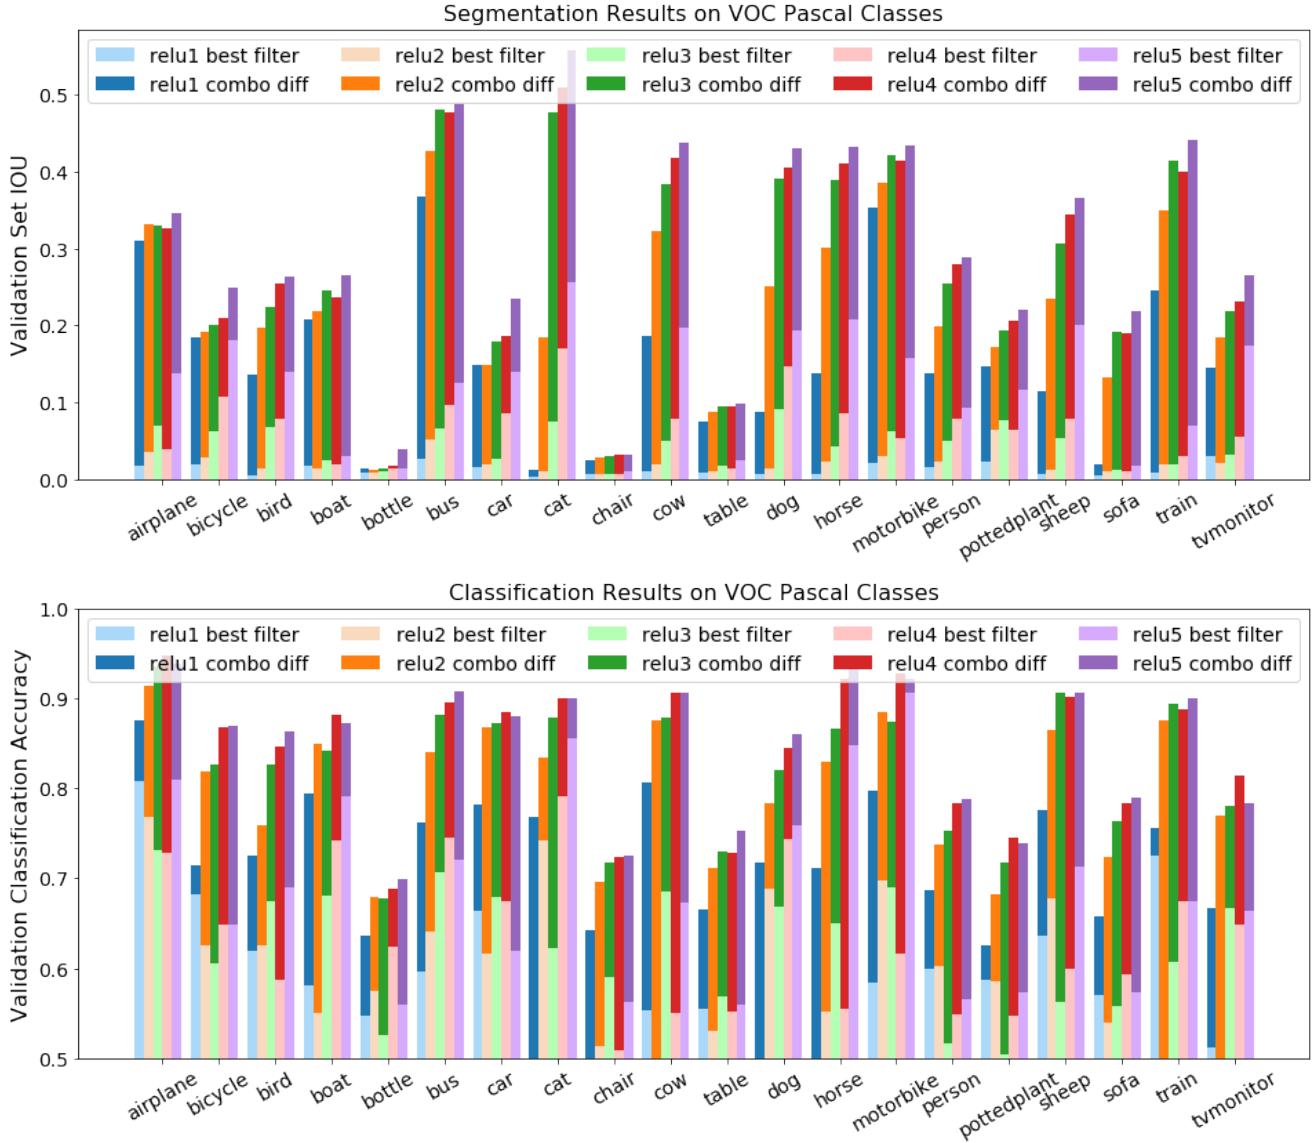 Segmentation Results on VOC Pascal Classes
relu1 best filter relu2 best filter relu3 best filter relu4 best filter relu5 best filter
relu1 combo diff relu2 combo diff relu3 combo diff relu4 combo diff relu5 combo diff
Validation Set IOU
0.5
0.4
0.3
0.2
0.1
0.0
airplane bicycle bird boat bottle bus car cat chair cow table dog horse motorbike person pottedplant sheep sofa train tvmonitor
Classification Results on VOC Pascal Classes
relu1 best filter relu2 best filter relu3 best filter relu4 best filter relu5 best filter
relu1 combo diff relu2 combo diff relu3 combo diff relu4 combo diff relu5 combo diff
Validation Classification Accuracy
1.0
0.9
0.8
0.7
0.6
0.5
airplane bicycle bird boat bottle bus car cat chair cow table dog horse motorbike person pottedplant sheep sofa train tvmonitor